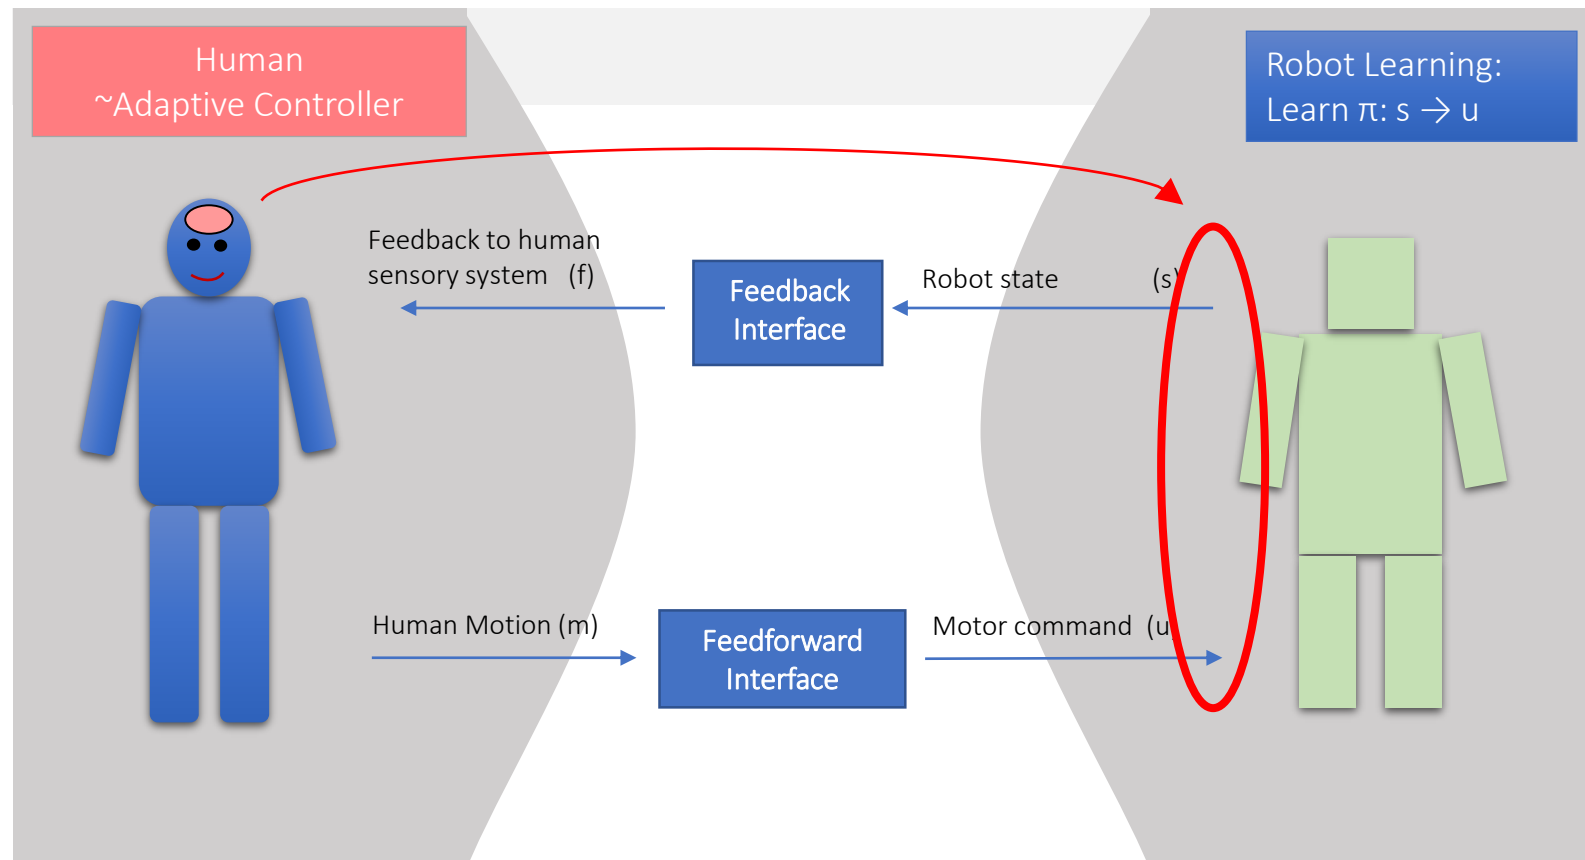 Human
~Adaptive Controller
Robot Learning:
Learn π: s → u
Feedback to human
sensory system (f)
Feedback
Interface
Robot state (s)
Human Motion (m)
Feedforward
Interface
Motor command (u)